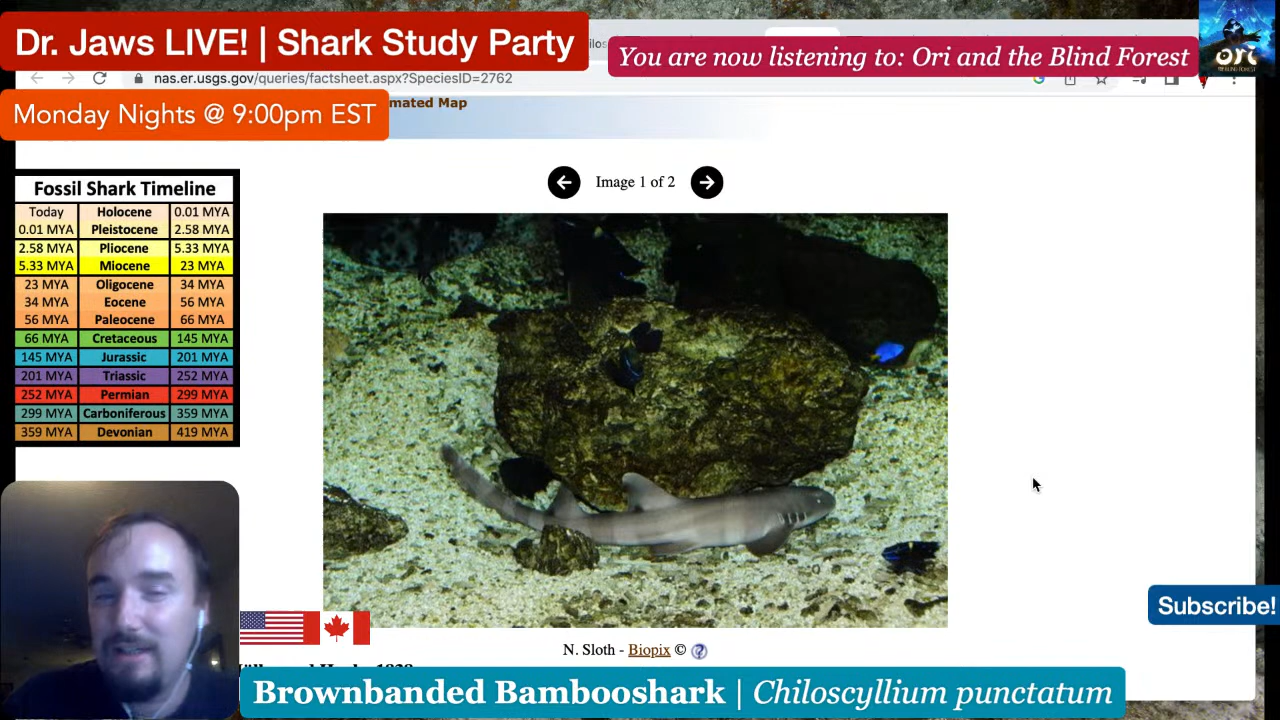 Dr. Jaws LIVE! | Shark Study Party
You are now listening to: Ori and the Blind Forest
ori
nas.er.usgs.gov/queries/factsheet.aspx?SpeciesID=2762
Monday Nights @ 9:00pm EST
mated Map
Image 1 of 2
Fossil Shark Timeline
Today Holocene 0.01 MYA
0.01 MYA Pleistocene 2.58 MYA
2.58 MYA Pliocene 5.33 MYA
5.33 MYA Miocene 23 MYA
23 MYA Oligocene 34 MYA
34 MYA Eocene 56 MYA
56 MYA Paleocene 66 MYA
66 MYA Cretaceous 145 MYA
145 MYA Jurassic 201 MYA
201 MYA Triassic 252 MYA
252 MYA Permian 299 MYA
299 MYA Carboniferous 359 MYA
359 MYA Devonian 419 MYA
Subscribe!
N. Sloth - Biopix ©
Brownbanded Bambooshark | Chiloscyllium punctatum